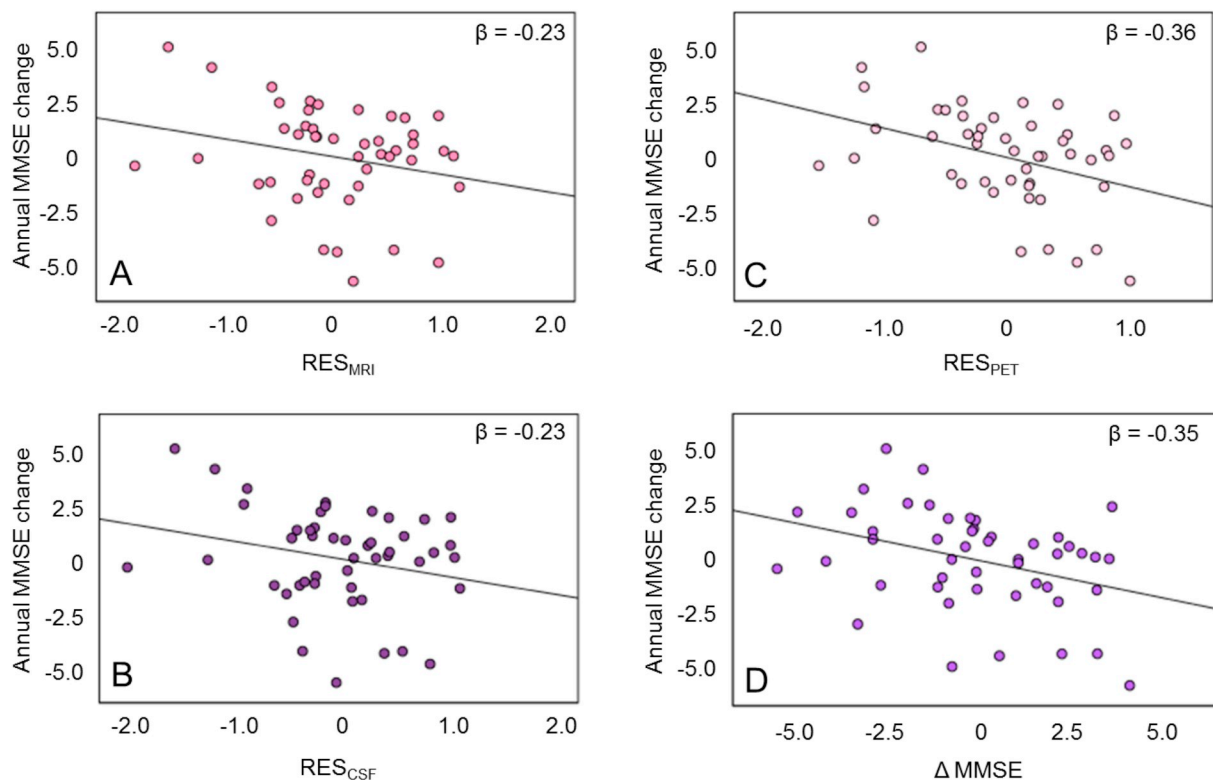 β = -0.23
Annual MMSE change
5.0
2.5
0
-2.5
-5.0
A
-2.0
-1.0
0
1.0
2.0
RES_MRI
β = -0.36
Annual MMSE change
5.0
2.5
0
-2.5
-5.0
C
-2.0
-1.0
0
1.0
RES_PET
β = -0.23
Annual MMSE change
5.0
2.5
0
-2.5
-5.0
B
-2.0
-1.0
0
1.0
2.0
RES_CSF
β = -0.35
Annual MMSE change
5.0
2.5
0
-2.5
-5.0
D
-5.0
-2.5
0
2.5
5.0
Δ MMSE